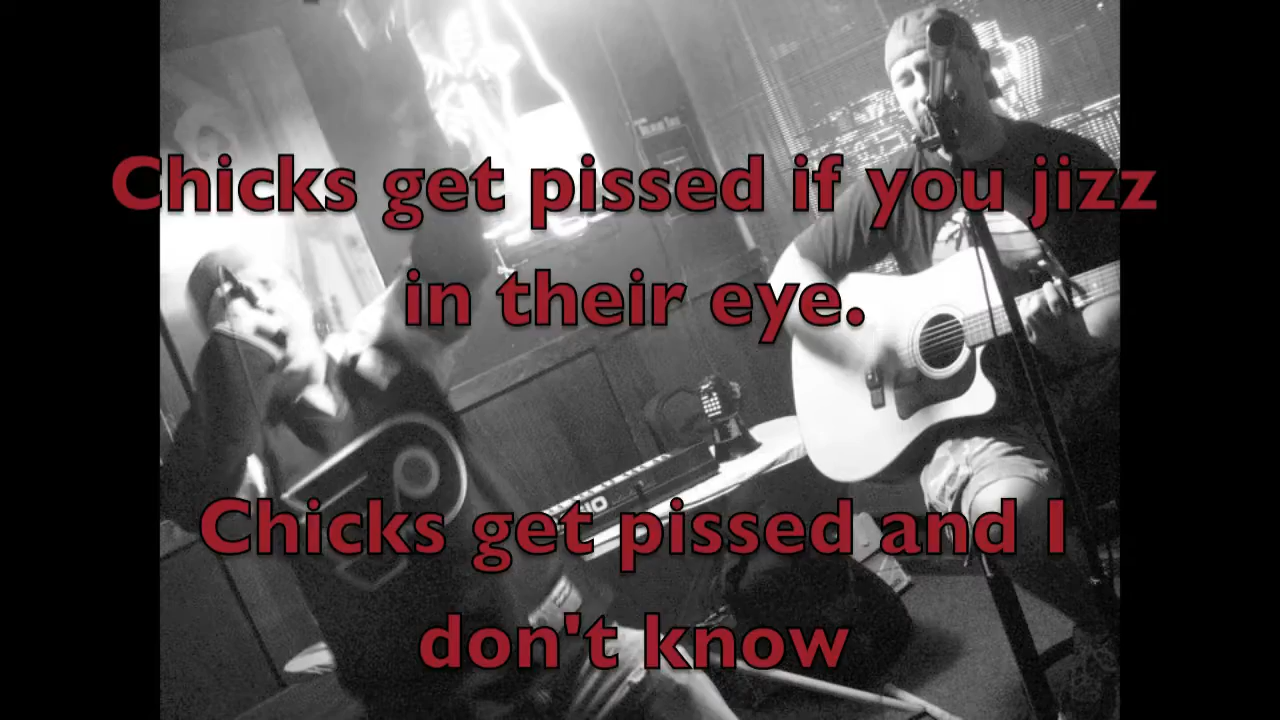 Chicks get pissed if you jizz
in their eye.
Chicks get pissed and I
don't know